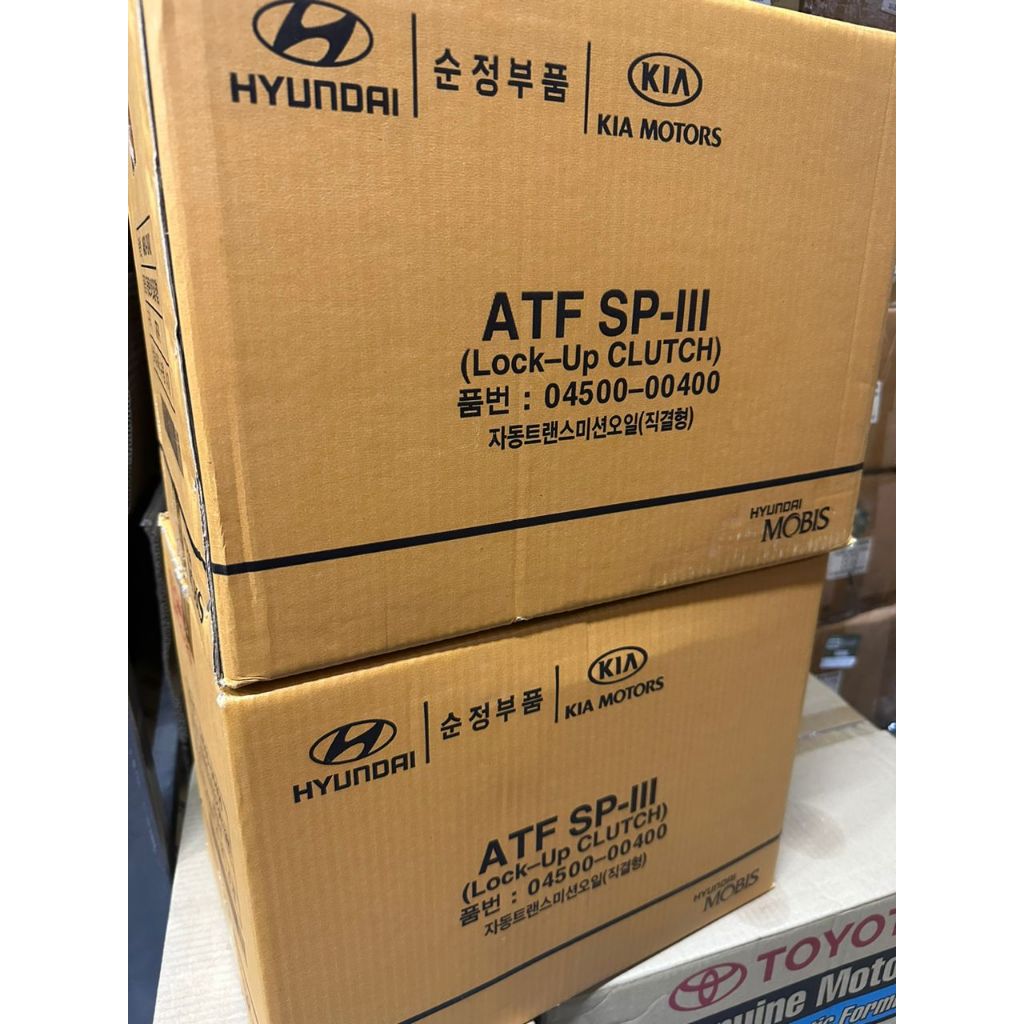 HYUNDAI
순정부품
KIA
KIA MOTORS
ATF SP-III
(Lock-Up CLUTCH)
품번 : 04500-00400
자동트랜스미션오일(직결형)
HYUNDAI
MOBIS
HYUNDAI
순정부품
KIA
KIA MOTORS
ATF SP-III
(Lock-Up CLUTCH)
품번 : 04500-00400
자동트랜스미션오일(직결형)
HYUNDAI
MOBIS
TOYOT
uine Moto
ic Form